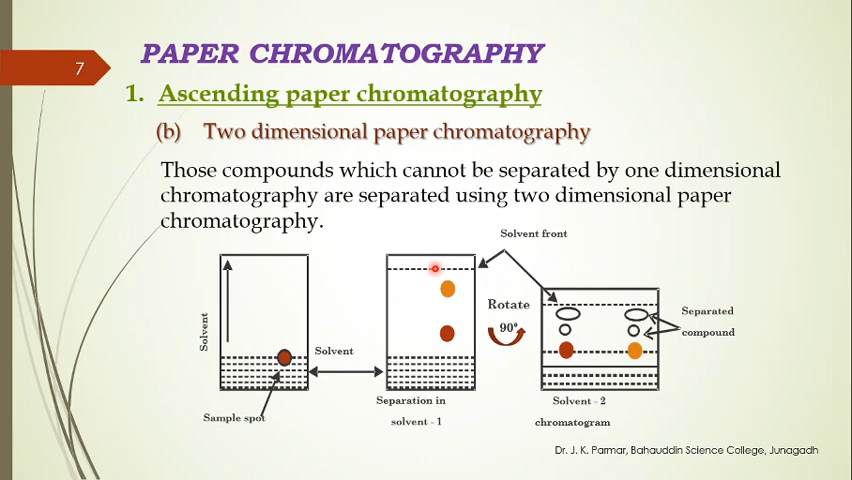 7
PAPER CHROMATOGRAPHY
1. Ascending paper chromatography
(b) Two dimensional paper chromatography
Those compounds which cannot be separated by one dimensional
chromatography are separated using two dimensional paper
chromatography.
Solvent front
Solvent
Rotate
90°
Separated
compound
Solvent
Sample spot
Separation in
solvent - 1
Solvent - 2
chromatogram
Dr. J. K. Parmar, Bahauddin Science College, Junagadh